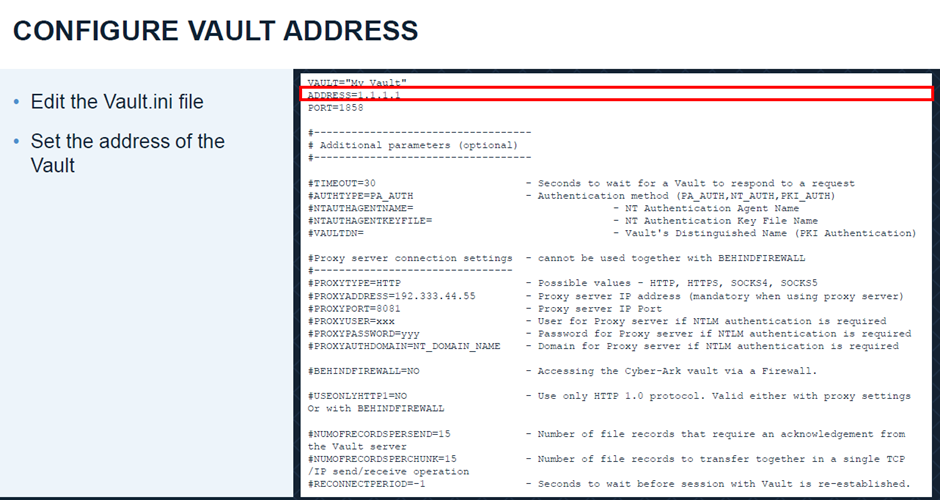 CONFIGURE VAULT ADDRESS
• Edit the Vault.ini file
• Set the address of the
Vault
VAULT="My Vault"
ADDRESS=1.1.1.1
PORT=1858
#-----------------------------------
# Additional parameters (optional)
#-----------------------------------
#TIMEOUT=30 - Seconds to wait for a Vault to respond to a request
#AUTHTYPE=PA_AUTH - Authentication method (PA_AUTH,NT_AUTH,PKI_AUTH)
#NTAUTHAGENTNAME= - NT Authentication Agent Name
#NTAUTHAGENTKEYFILE= - NT Authentication Key File Name
#VAULTDN= - Vault's Distinguished Name (PKI Authentication)
#Proxy server connection settings - cannot be used together with BEHINDFIREWALL
#--------------------------------
#PROXYTYPE=HTTP - Possible values - HTTP, HTTPS, SOCKS4, SOCKS5
#PROXYADDRESS=192.333.44.55 - Proxy server IP address (mandatory when using proxy server)
#PROXYPORT=8081 - Proxy server IP Port
#PROXYUSER=xxx - User for Proxy server if NTLM authentication is required
#PROXYPASSWORD=yyy - Password for Proxy server if NTLM authentication is required
#PROXYAUTHDOMAIN=NT_DOMAIN_NAME - Domain for Proxy server if NTLM authentication is required
#BEHINDFIREWALL=NO - Accessing the Cyber-Ark vault via a Firewall.
#USEONLYHTTP1=NO - Use only HTTP 1.0 protocol. Valid either with proxy settings
Or with BEHINDFIREWALL
#NUMOFRECORDSPERSEND=15 - Number of file records that require an acknowledgement from
the Vault server
#NUMOFRECORDSPERCHUNK=15 - Number of file records to transfer together in a single TCP
/IP send/receive operation
#RECONNECTPERIOD=-1 - Seconds to wait before session with Vault is re-established.